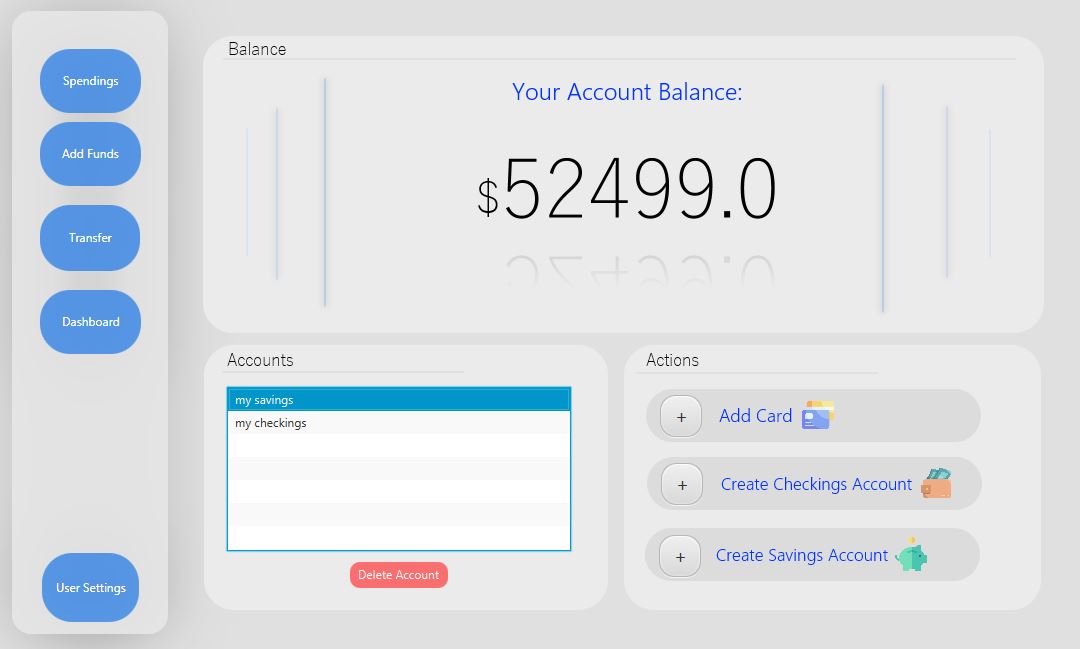 Spendings
Add Funds
Transfer
Dashboard
User Settings
Balance
Your Account Balance:
$52499.0
Accounts
my savings
my checkings
Delete Account
Actions
+ Add Card
+ Create Checkings Account
+ Create Savings Account